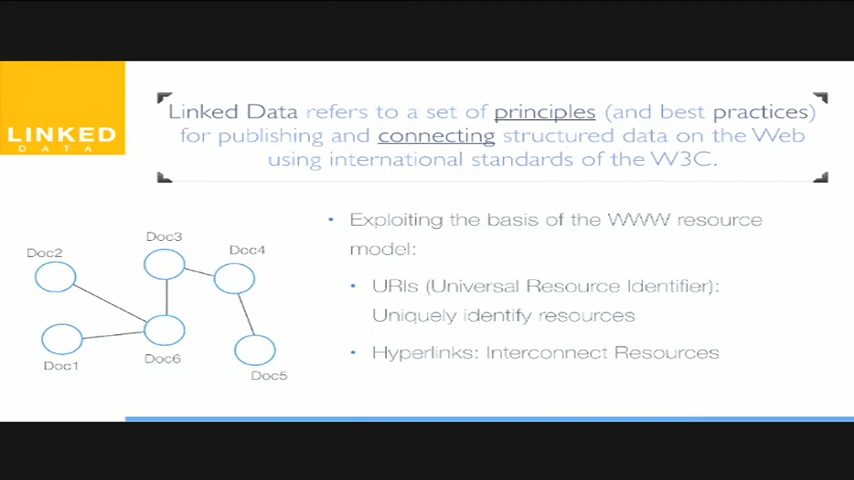 LINKED
DATA
Linked Data refers to a set of principles (and best practices)
for publishing and connecting structured data on the Web
using international standards of the W3C.
• Exploiting the basis of the WWW resource
model:
• URIs (Universal Resource Identifier):
Uniquely identify resources
• Hyperlinks: Interconnect Resources
Doc3
Doc2
Doc4
Doc6
Doc1
Doc5